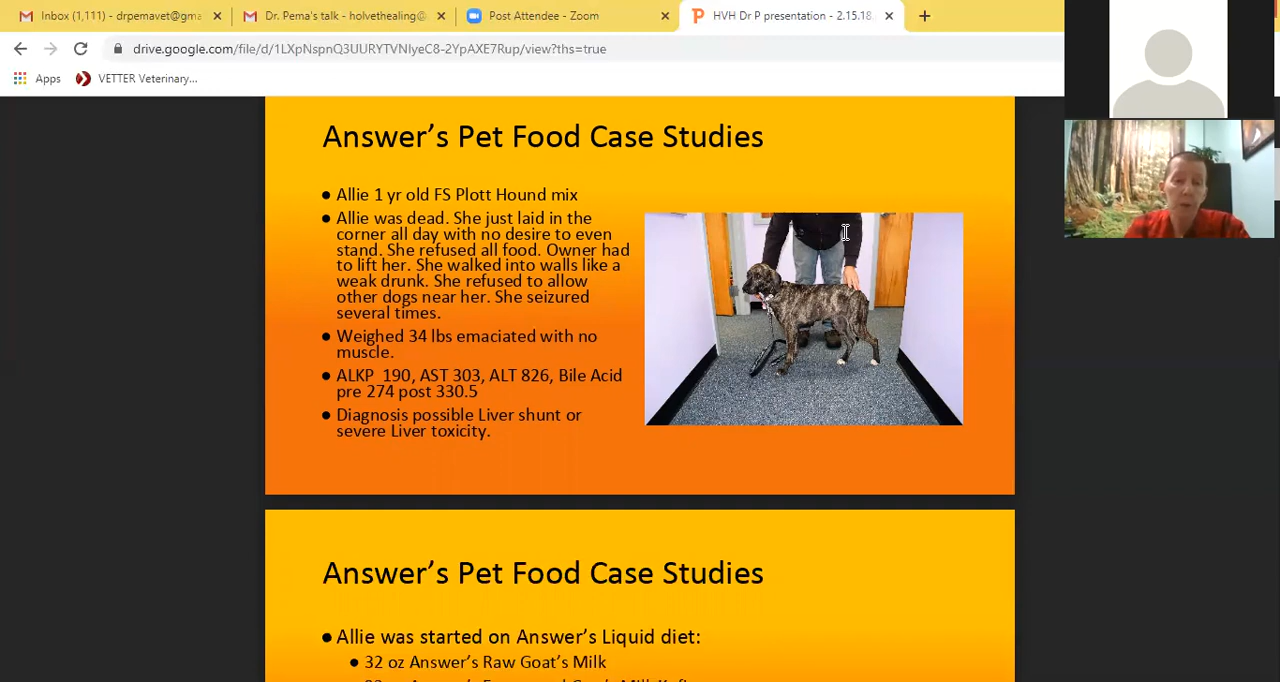 Inbox (1,111) - drpemavet@gma
Dr. Pema's talk - holvethealing@
Post Attendee - Zoom
HVH Dr P presentation - 2.15.18.
drive.google.com/file/d/1LXpNspnQ3UURYTVNlyeC8-2YpAXE7Rup/view?ths=true
Apps
VETTER Veterinary...
Answer's Pet Food Case Studies
• Allie 1 yr old FS Plott Hound mix
• Allie was dead. She just laid in the
corner all day with no desire to even
stand. She refused all food. Owner had
to lift her. She walked into walls like a
weak drunk. She refused to allow
other dogs near her. She seizured
several times.
• Weighed 34 lbs emaciated with no
muscle.
• ALKP 190, AST 303, ALT 826, Bile Acid
pre 274 post 330.5
• Diagnosis possible Liver shunt or
severe Liver toxicity.
Answer's Pet Food Case Studies
• Allie was started on Answer's Liquid diet:
• 32 oz Answer's Raw Goat's Milk